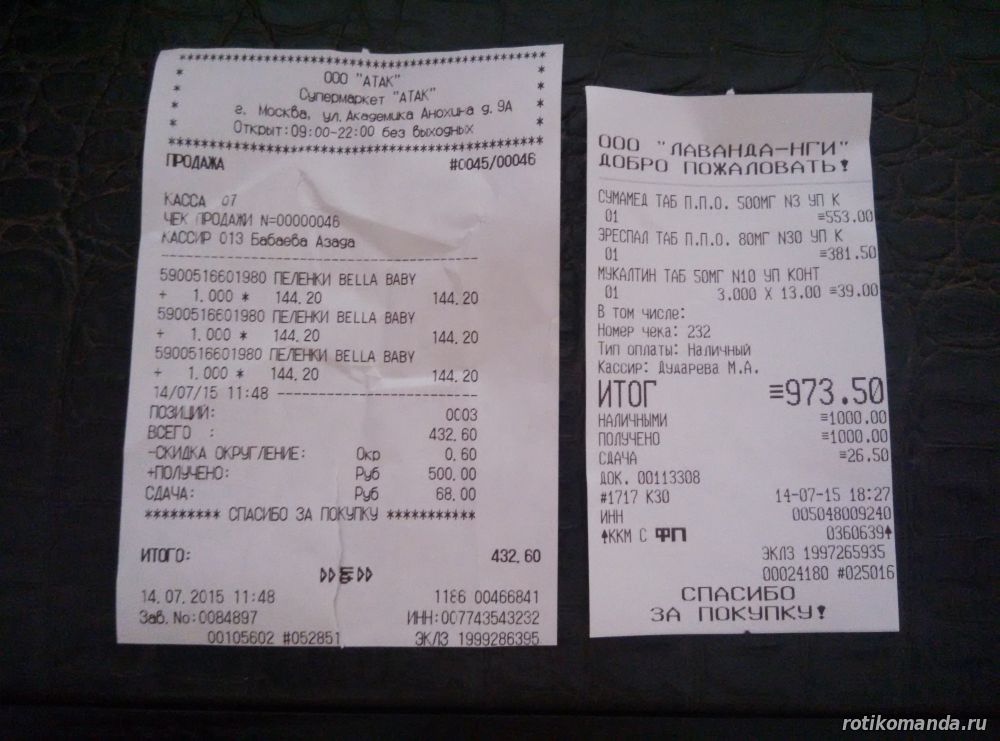 ООО "АТАК"
Супермаркет "АТАК"
г. Москва, ул.Академика Анохина д. 9А
Открыт:09:00-22:00 без выходных
ПРОДАЖА #0045/00046
КАССА 07
ЧЕК ПРОДАЖИ N=00000046
КАССИР 013 Бабаева Азада
5900516601980 ПЕЛЕНКИ BELLA BABY
+ 1.000 * 144.20 144.20
5900516601980 ПЕЛЕНКИ BELLA BABY
+ 1.000 * 144.20 144.20
5900516601980 ПЕЛЕНКИ BELLA BABY
+ 1.000 * 144.20 144.20
14/07/15 11:48
ПОЗИЦИЙ: 0003
ВСЕГО : 432.60
-СКИДКА ОКРУГЛЕНИЕ: Окр 0.60
+ПОЛУЧЕНО: Руб 500.00
СДАЧА: Руб 68.00
********* СПАСИБО ЗА ПОКУПКУ ***********
ИТОГО: 432.60
14.07.2015 11:48 1186 00466841
Зав.No:0084897 ИНН:007743543232
00105602 #052851 ЭКЛЗ 1999286395
ООО "ЛАВАНДА-НГИ"
ДОБРО ПОЖАЛОВАТЬ!
СУМАМЕД ТАБ П.П.О. 500МГ N3 УП К
01 ≡553.00
ЭРЕСПАЛ ТАБ П.П.О. 80МГ N30 УП К
01 ≡381.50
МУКАЛТИН ТАБ 50МГ N10 УП КОНТ
01 3.000 X 13.00 ≡39.00
В том числе:
Номер чека: 232
Тип оплаты: Наличный
Кассир: Дударева М.А.
ИТОГ ≡973.50
НАЛИЧНЫМИ ≡1000.00
ПОЛУЧЕНО ≡1000.00
СДАЧА ≡26.50
ДОК. 00113308
#1717 К30 14-07-15 18:27
ИНН 005048009240
ККМ С ФП 0360639
ЭКЛЗ 1997265935
00024180 #025016
СПАСИБО
ЗА ПОКУПКУ!
rotikomanda.ru